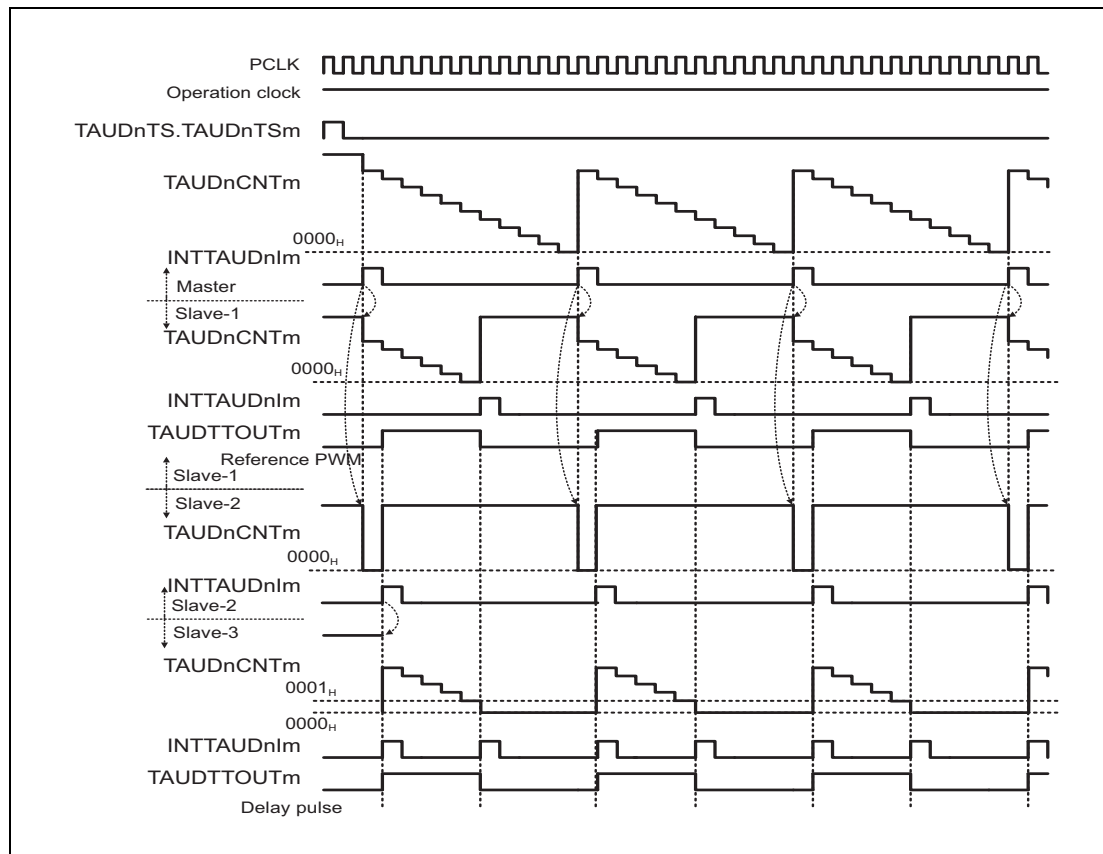 PCLK
Operation clock
TAUDnTS.TAUDnTSm
TAUDnCNTm
0000H
INTTAUDnIm
Master
Slave-1
TAUDnCNTm
0000H
INTTAUDnIm
TAUDTTOUTm
Reference PWM
Slave-1
Slave-2
TAUDnCNTm
0000H
INTTAUDnIm
Slave-2
Slave-3
TAUDnCNTm
0001H
0000H
INTTAUDnIm
TAUDTTOUTm
Delay pulse